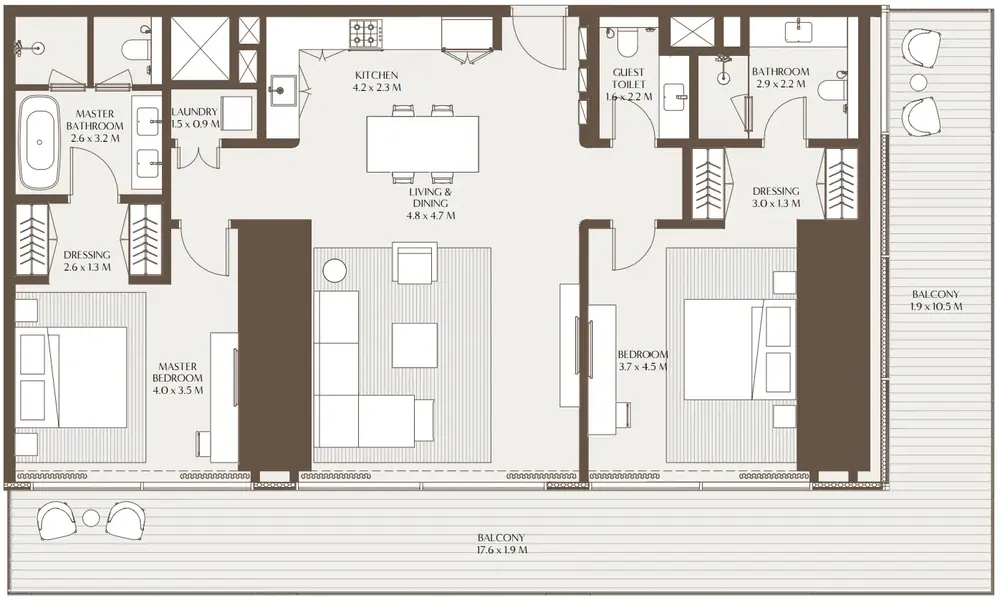 KITCHEN
4.2 x 2.3 M
GUEST
TOILET
1.6 x 2.2 M
BATHROOM
2.9 x 2.2 M
MASTER
BATHROOM
2.6 x 3.2 M
LAUNDRY
1.5 x 0.9 M
LIVING &
DINING
4.8 x 4.7 M
DRESSING
3.0 x 1.3 M
DRESSING
2.6 x 1.3 M
BALCONY
1.9 x 10.5 M
MASTER
BEDROOM
4.0 x 3.5 M
BEDROOM
3.7 x 4.5 M
BALCONY
17.6 x 1.9 M